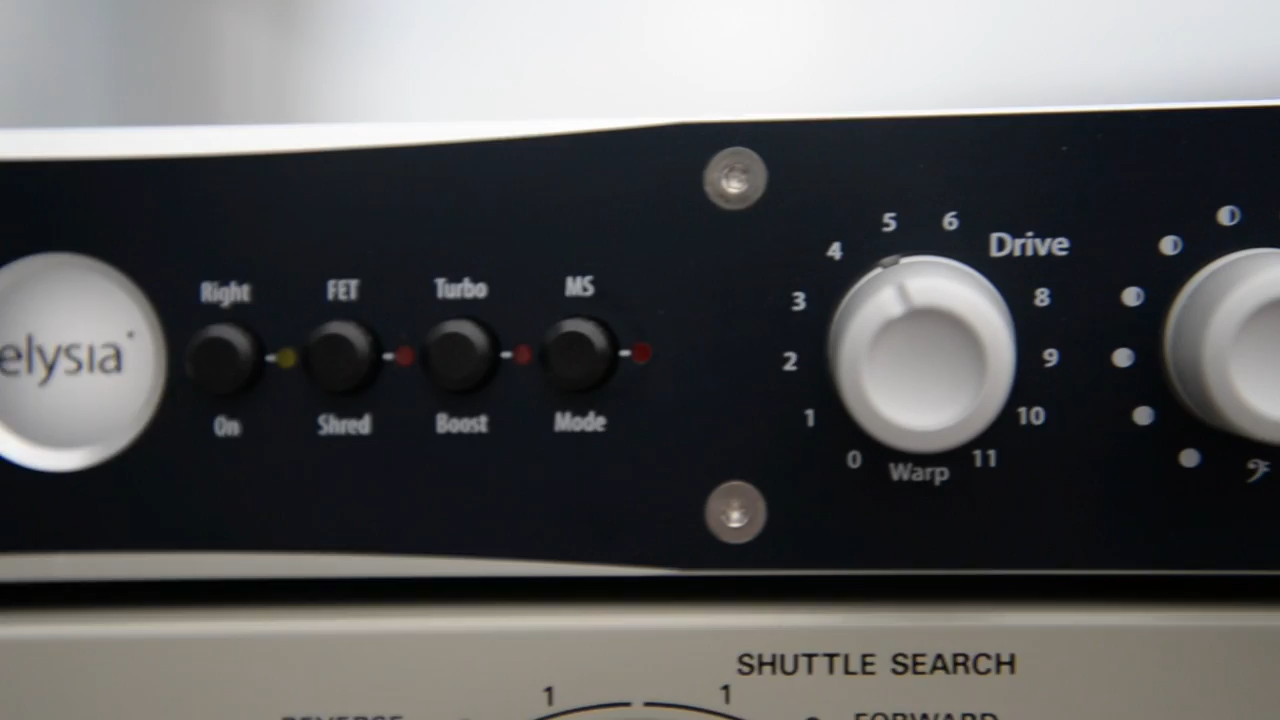 elysia
Right FET Turbo MS
On Shred Boost Mode
5 6
4 Drive
3 8
2 9
1 10
0 Warp 11
SHUTTLE SEARCH
1 1
REVERSE FORWARD